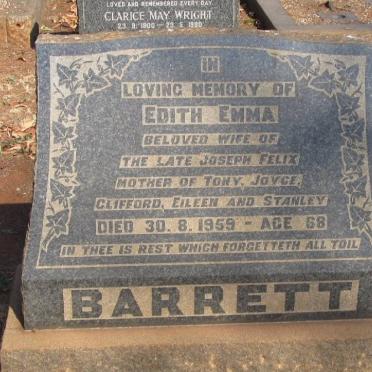 LOVED AND REMEMBERED EVERY DAY
CLARICE MAY WRIGHT
IN
LOVING MEMORY OF
EDITH EMMA
BELOVED WIFE OF
THE LATE JOSEPH FELIX
MOTHER OF TONY, JOYCE,
CLIFFORD, EILEEN AND STANLEY
DIED 30.8.1959 - AGE 68
IN THEE IS REST WHICH FORGETTETH ALL TOIL
BARRETT